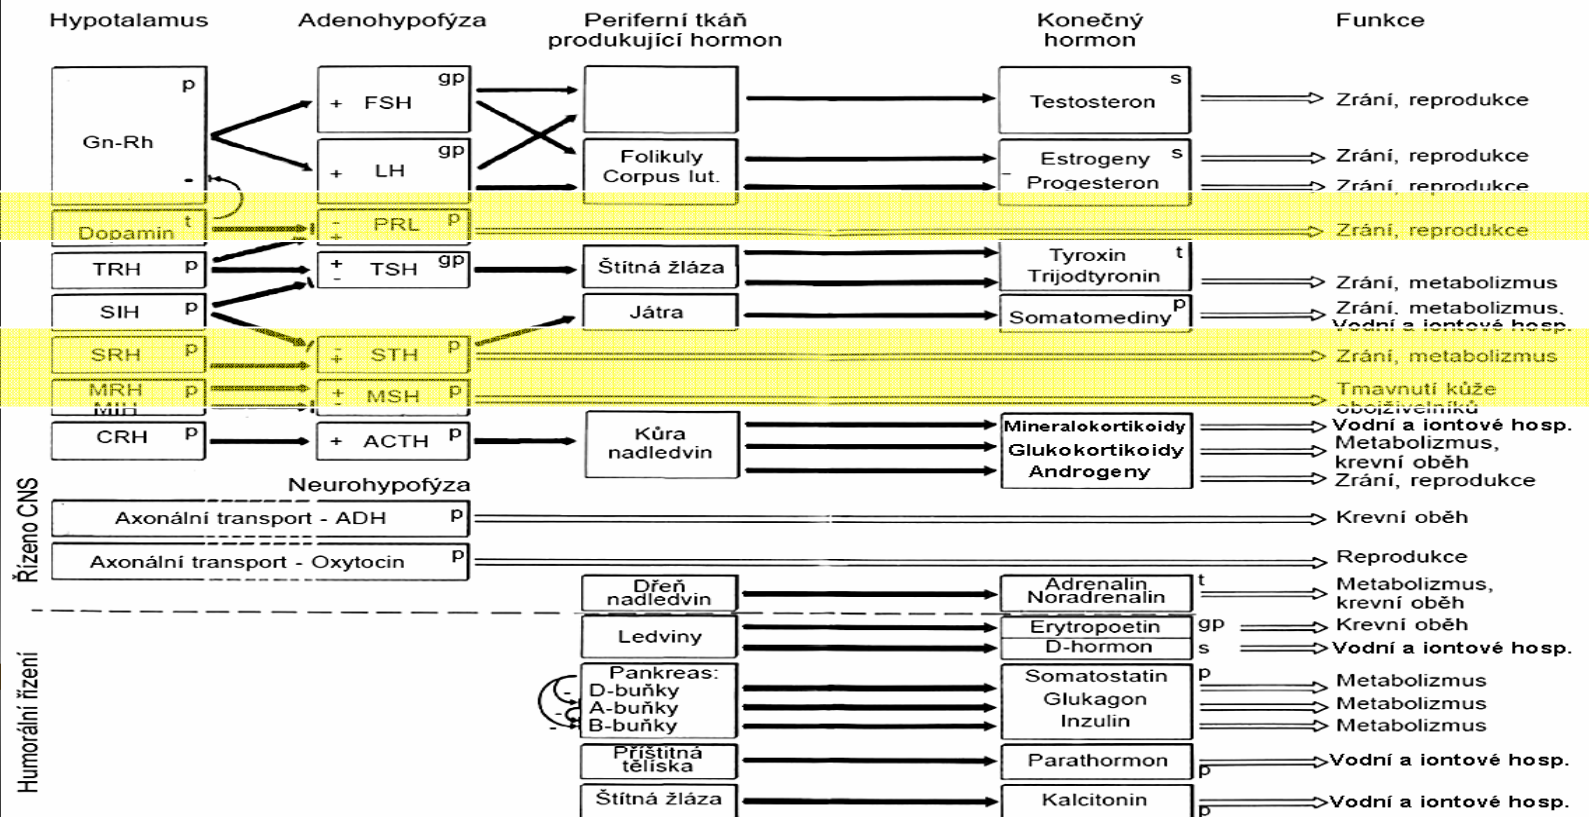 Hypotalamus Adenohypofýza Periferní tkáň Konečný Funkce
produkující hormon hormon
p gp s
+ FSH Testosteron Zrání, reprodukce
Gn-Rh gp
+ LH Folikuly Estrogeny s Zrání, reprodukce
Corpus lut. - Progesteron Zrání, reprodukce
-
Dopamin t - + PRL p Zrání, reprodukce
TRH p + - TSH gp Štítná žláza Tyroxin t
Trijodtyronin Zrání, metabolizmus
SIH p Játra Somatomediny p Zrání, metabolizmus,
Vodní a iontové hosp.
SRH p - + STH p Zrání, metabolizmus
MRH p + - MSH p Tmavnutí kůže
MIH obojživelníků
CRH p + ACTH p Kůra Mineralokortikoidy Vodní a iontové hosp.
nadledvin Glukokortikoidy Metabolizmus,
krevní oběh
Androgeny Zrání, reprodukce
Neurohypofýza
Řízeno CNS
Axonální transport - ADH p Krevní oběh
Axonální transport - Oxytocin p Reprodukce
Dřeň Adrenalin t Metabolizmus,
nadledvin Noradrenalin krevní oběh
Humorální řízení
Ledviny Erytropoetin gp Krevní oběh
D-hormon s Vodní a iontové hosp.
Pankreas: Somatostatin p Metabolizmus
- D-buňky Glukagon Metabolizmus
- A-buňky Inzulin Metabolizmus
- B-buňky
Příštitná Parathormon p Vodní a iontové hosp.
tělíska
Štítná žláza Kalcitonin p Vodní a iontové hosp.